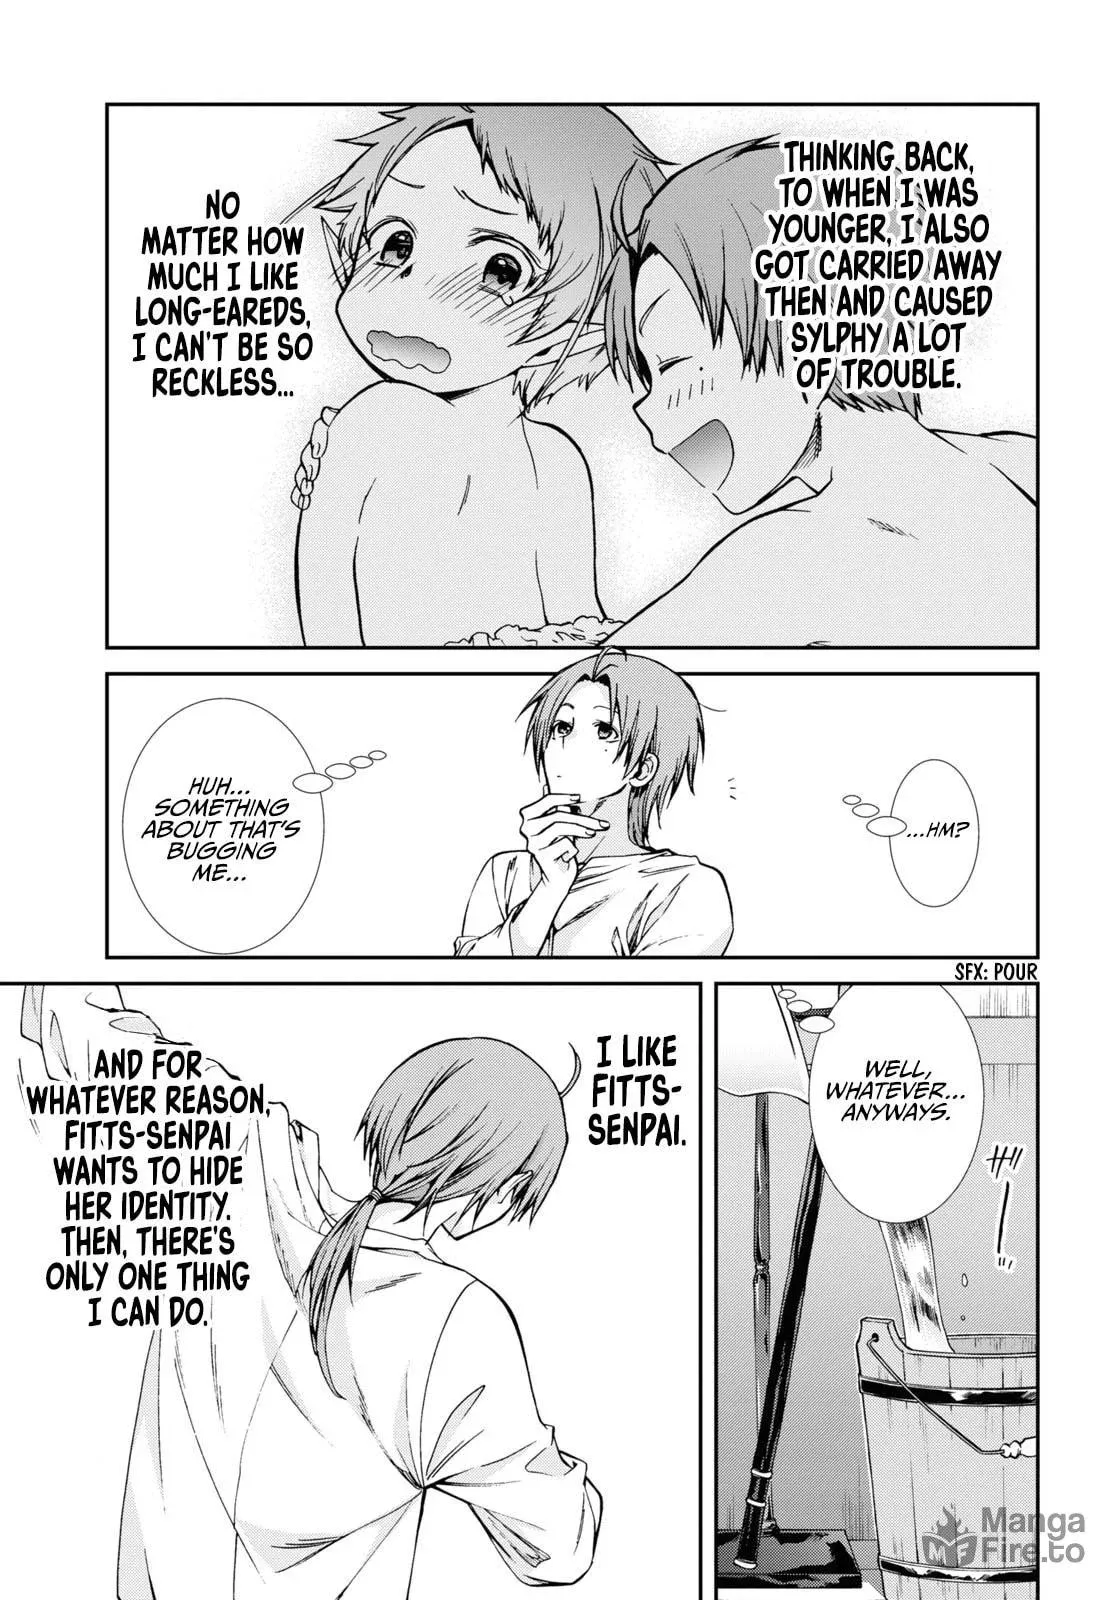 THINKING BACK,
TO WHEN I WAS
YOUNGER, I ALSO
GOT CARRIED AWAY
THEN AND CAUSED
SYLPHY A LOT
OF TROUBLE.
NO
MATTER HOW
MUCH I LIKE
LONG-EAREDS,
I CAN'T BE SO
RECKLESS...
...HM?
HUH...
SOMETHING
ABOUT THAT'S
BUGGING
ME...
SFX: POUR
WELL,
WHATEVER...
ANYWAYS.
I LIKE
FITTS-
SENPAI.
AND FOR
WHATEVER REASON,
FITTS-SENPAI
WANTS TO HIDE
HER IDENTITY.
THEN, THERE'S
ONLY ONE THING
I CAN DO.
Manga
Fire.to
MF